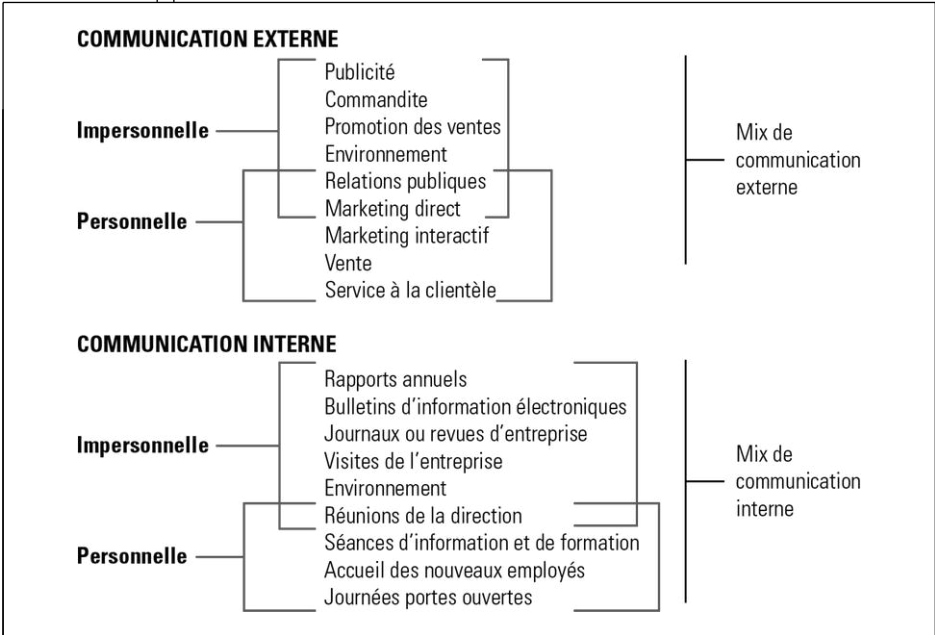 COMMUNICATION EXTERNE
Impersonnelle
Personnelle
Publicité
Commandite
Promotion des ventes
Environnement
Relations publiques
Marketing direct
Marketing interactif
Vente
Service à la clientèle
Mix de
communication
externe
COMMUNICATION INTERNE
Impersonnelle
Personnelle
Rapports annuels
Bulletins d'information électroniques
Journaux ou revues d'entreprise
Visites de l'entreprise
Environnement
Réunions de la direction
Séances d'information et de formation
Accueil des nouveaux employés
Journées portes ouvertes
Mix de
communication
interne